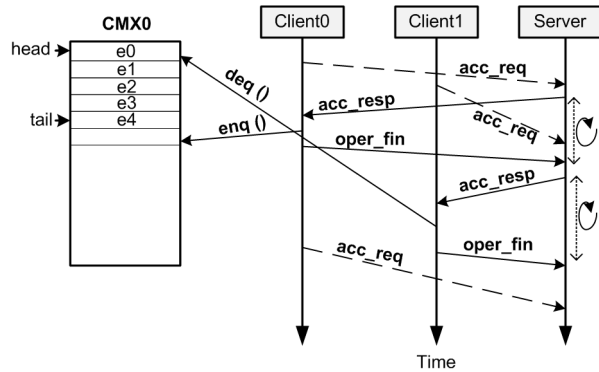 CMX0
Client0
Client1
Server
head
e0
e1
e2
e3
tail
e4
deq ()
enq ()
acc_req
acc_resp
acc_req
oper_fin
acc_resp
acc_req
oper_fin
Time